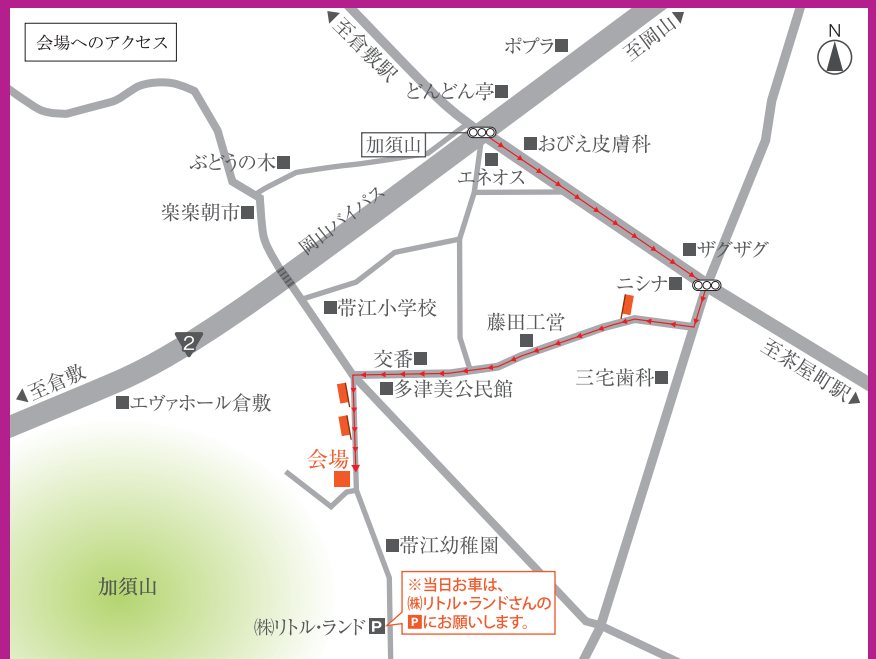 会場へのアクセス
至倉敷駅
ポプラ
至岡山
N
どんどん亭
加須山
おびえ皮膚科
エネオス
ぶどうの木
楽楽朝市
岡山バイパス
ザグザグ
ニシナ
帯江小学校
藤田工営
2
交番
多津美公民館
三宅歯科
至茶屋町駅
至倉敷
エヴァホール倉敷
会場
帯江幼稚園
加須山
㈱リトル・ランド P
※当日お車は、
㈱リトル・ランドさんの
Pにお願いします。